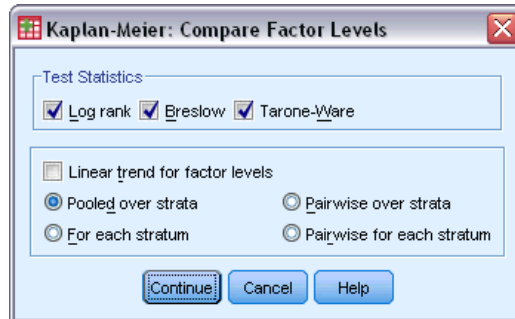 Kaplan-Meier: Compare Factor Levels
Test Statistics
Log rank Breslow Tarone-Ware
Linear trend for factor levels
Pooled over strata Pairwise over strata
For each stratum Pairwise for each stratum
Continue Cancel Help